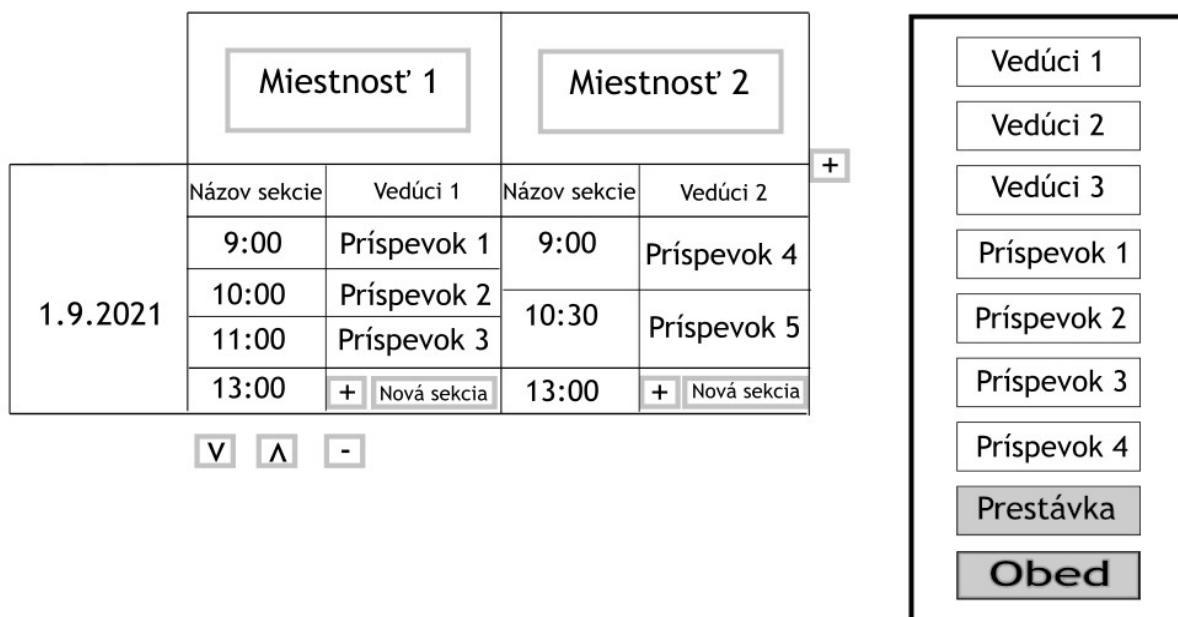 Miestnosť 1 Miestnosť 2
+
Názov sekcie Vedúci 1 Názov sekcie Vedúci 2
9:00 Príspevok 1 9:00 Príspevok 4
10:00 Príspevok 2
1.9.2021
10:30 Príspevok 5
11:00 Príspevok 3
13:00 + Nová sekcia 13:00 + Nová sekcia
V Λ -
Vedúci 1
Vedúci 2
Vedúci 3
Príspevok 1
Príspevok 2
Príspevok 3
Príspevok 4
Prestávka
Obed